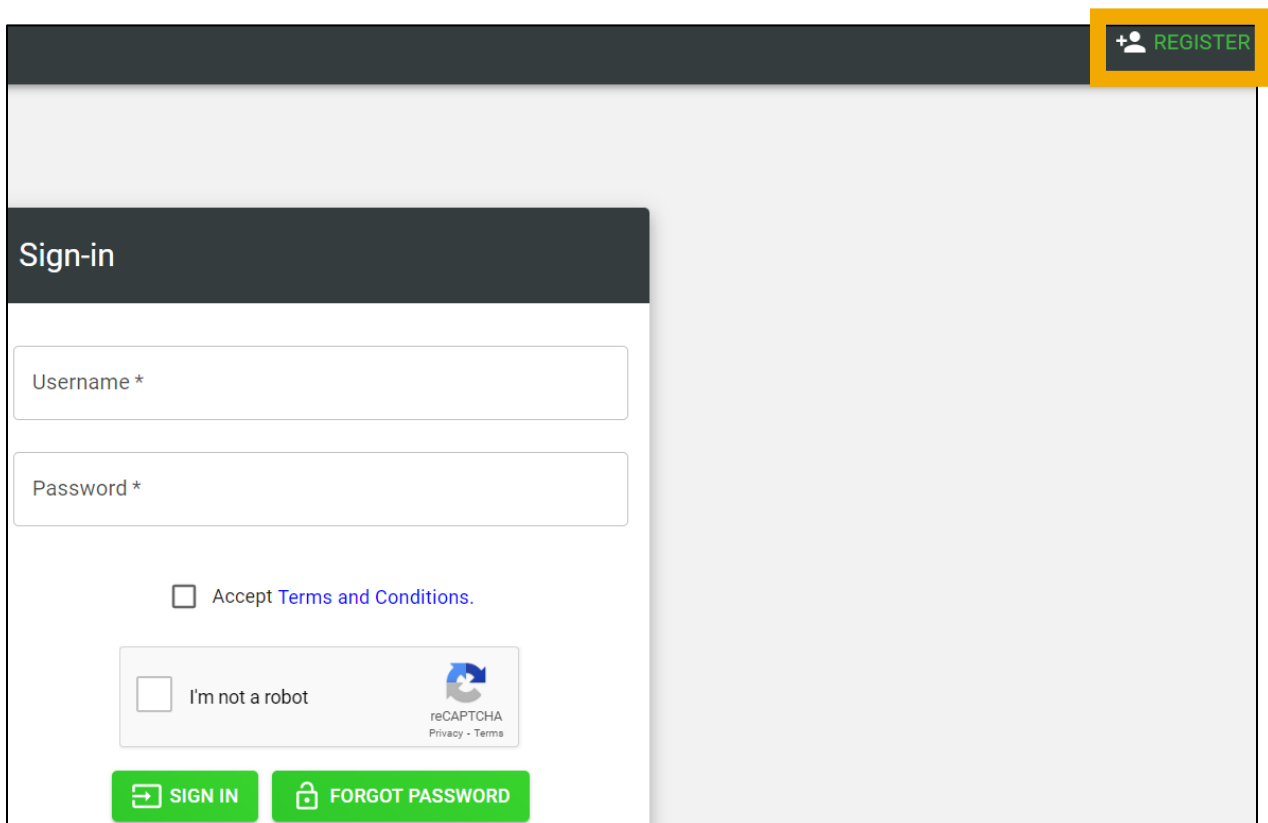 REGISTER
Sign-in
Username *
Password *
Accept Terms and Conditions.
I'm not a robot
reCAPTCHA
Privacy - Terms
SIGN IN FORGOT PASSWORD